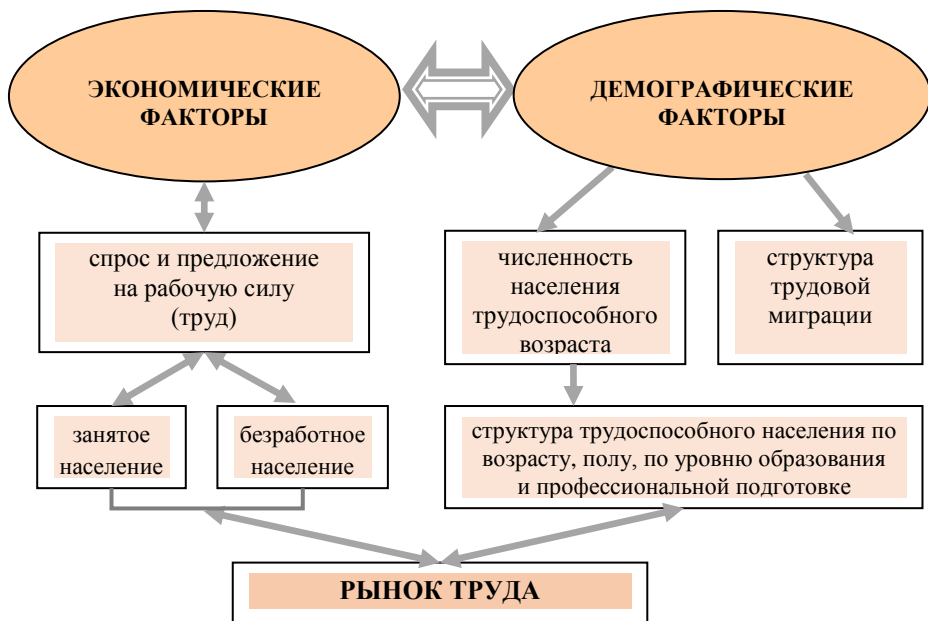 ЭКОНОМИЧЕСКИЕ
ФАКТОРЫ
ДЕМОГРАФИЧЕСКИЕ
ФАКТОРЫ
спрос и предложение
на рабочую силу
(труд)
численность
населения
трудоспособного
возраста
структура
трудовой
миграции
занятое
население
безработное
население
структура трудоспособного населения по
возрасту, полу, по уровню образования
и профессиональной подготовке
РЫНОК ТРУДА